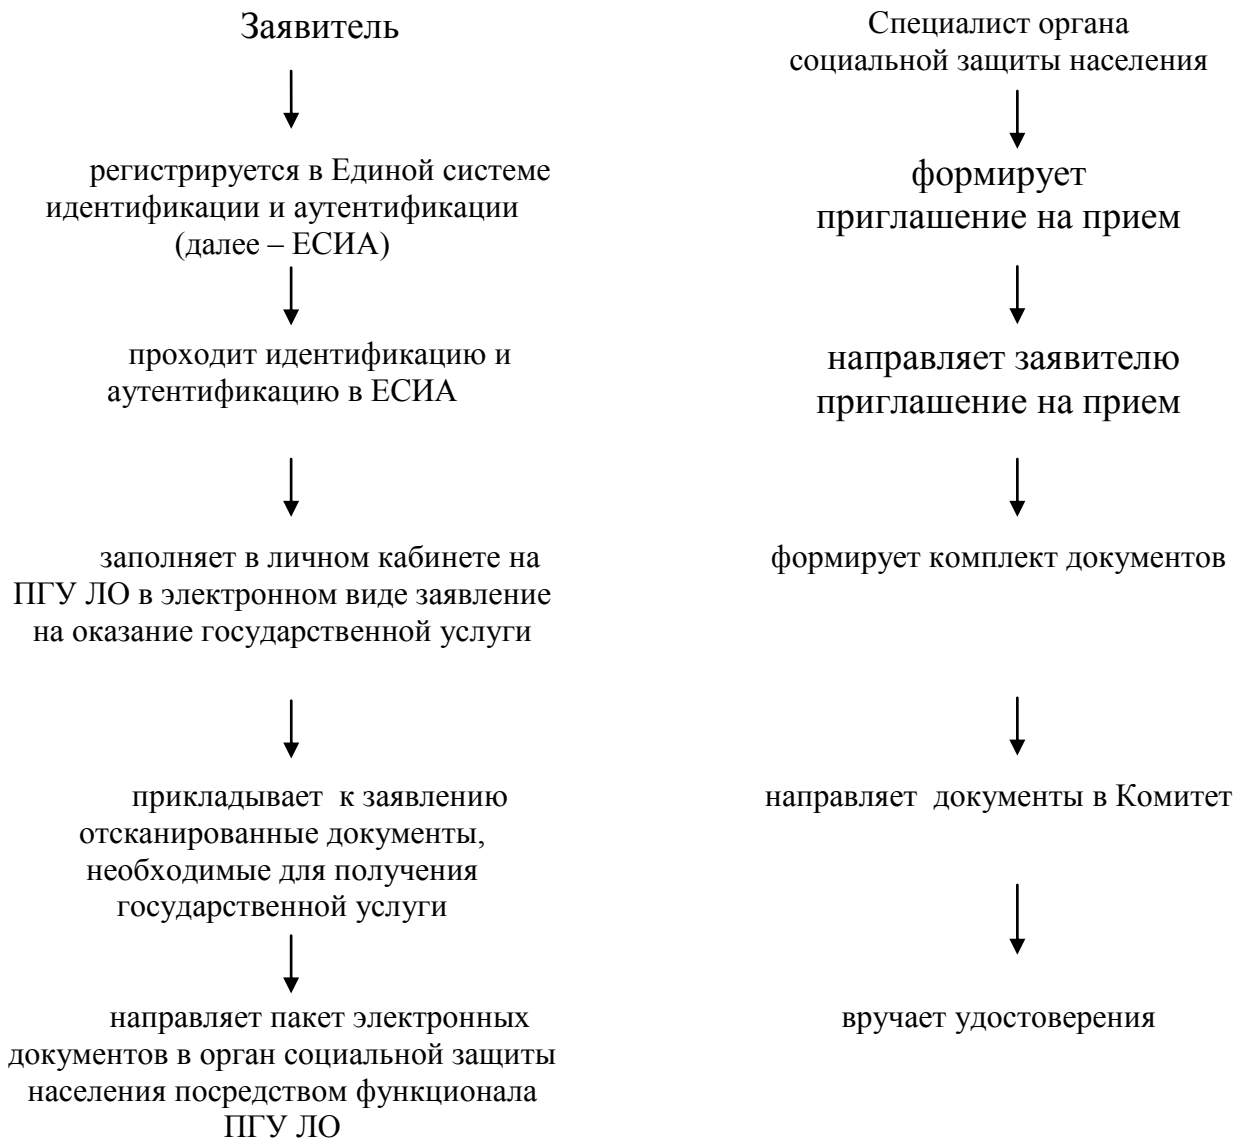 Заявитель
регистрируется в Единой системе
идентификации и аутентификации
(далее – ЕСИА)
проходит идентификацию и
аутентификацию в ЕСИА
заполняет в личном кабинете на
ПГУ ЛО в электронном виде заявление
на оказание государственной услуги
прикладывает к заявлению
отсканированные документы,
необходимые для получения
государственной услуги
направляет пакет электронных
документов в орган социальной защиты
населения посредством функционала
ПГУ ЛО
Специалист органа
социальной защиты населения
формирует
приглашение на прием
направляет заявителю
приглашение на прием
формирует комплект документов
направляет документы в Комитет
вручает удостоверения